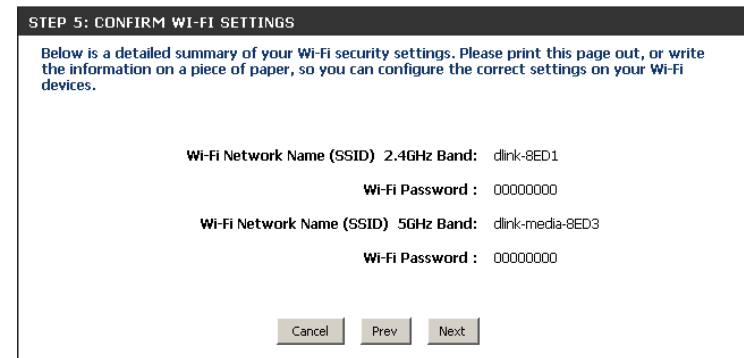 STEP 5: CONFIRM WI-FI SETTINGS
Below is a detailed summary of your Wi-Fi security settings. Please print this page out, or write
the information on a piece of paper, so you can configure the correct settings on your Wi-Fi
devices.
Wi-Fi Network Name (SSID) 2.4GHz Band: dlink-8ED1
Wi-Fi Password : 00000000
Wi-Fi Network Name (SSID) 5GHz Band: dlink-media-8ED3
Wi-Fi Password : 00000000
Cancel Prev Next